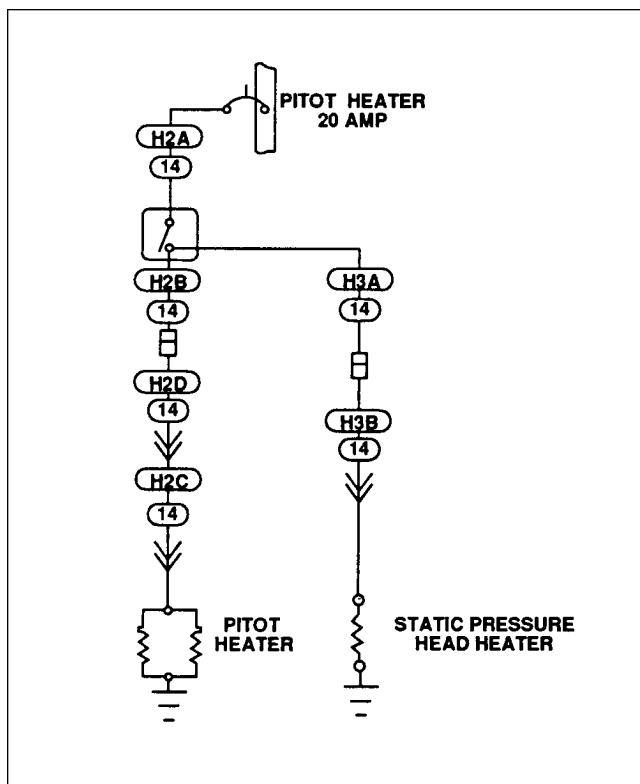 PITOT HEATER
20 AMP
H2A
14
H2B
14
H3A
14
H2D
14
H3B
14
H2C
14
PITOT
HEATER
STATIC PRESSURE
HEAD HEATER